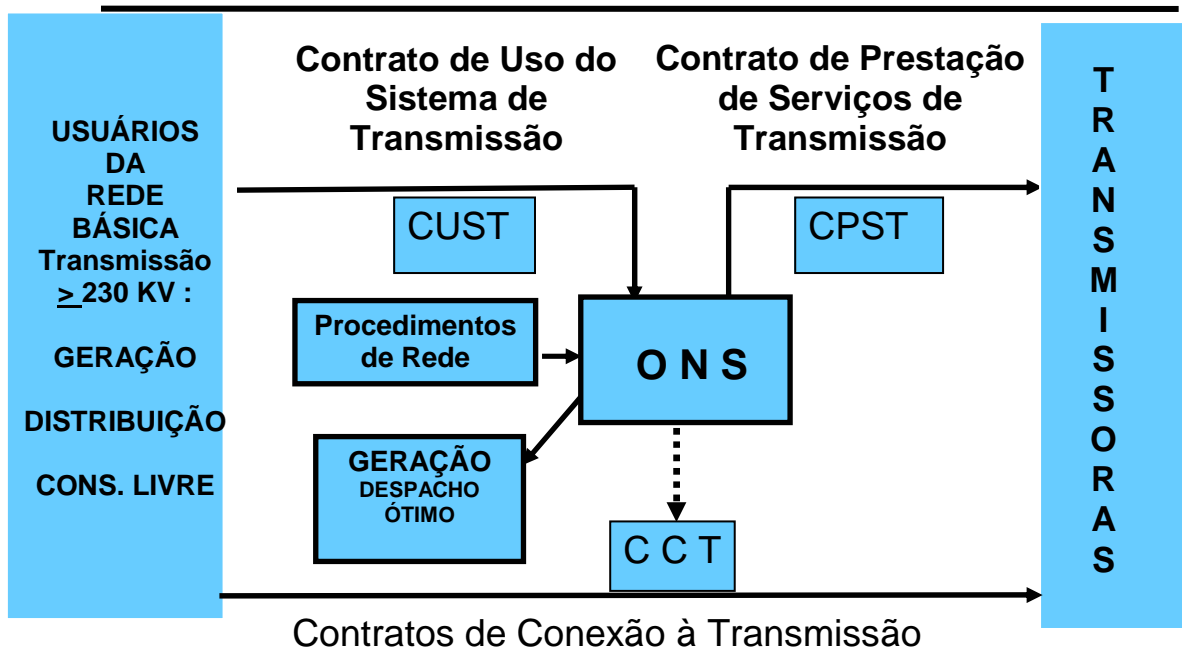 USUÁRIOS
DA
REDE
BÁSICA
Transmissão
> 230 KV :
GERAÇÃO
DISTRIBUIÇÃO
CONS. LIVRE
Contrato de Uso do
Sistema de
Transmissão
Contrato de Prestação
de Serviços de
Transmissão
CUST
CPST
Procedimentos
de Rede
O N S
GERAÇÃO
DESPACHO
ÓTIMO
C C T
Contratos de Conexão à Transmissão
T
R
A
N
S
M
I
S
S
O
R
A
S